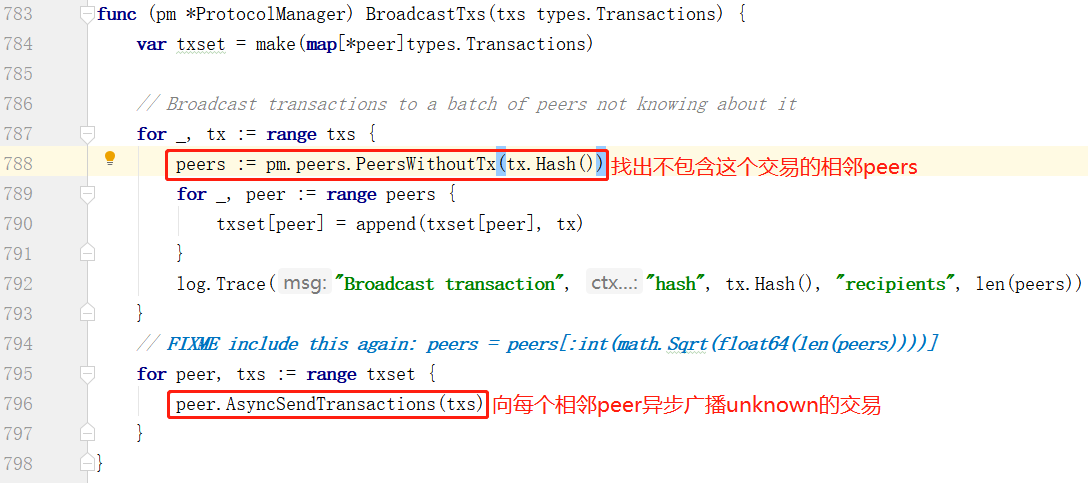 783 func (pm *ProtocolManager) BroadcastTxs(txs types.Transactions) {
784 var txset = make(map[*peer]types.Transactions)
785
786 // Broadcast transactions to a batch of peers not knowing about it
787 for _, tx := range txs {
788 peers := pm.peers.PeersWithoutTx(tx.Hash()) 找出不包含这个交易的相邻peers
789 for _, peer := range peers {
790 txset[peer] = append(txset[peer], tx)
791 }
792 log.Trace( msg: "Broadcast transaction", ctx...: "hash", tx.Hash(), "recipients", len(peers))
793 }
794 // FIXME include this again: peers = peers[:int(math.Sqrt(float64(len(peers))))]
795 for peer, txs := range txset {
796 peer.AsyncSendTransactions(txs) 向每个相邻peer异步广播unknown的交易
797 }
798 }